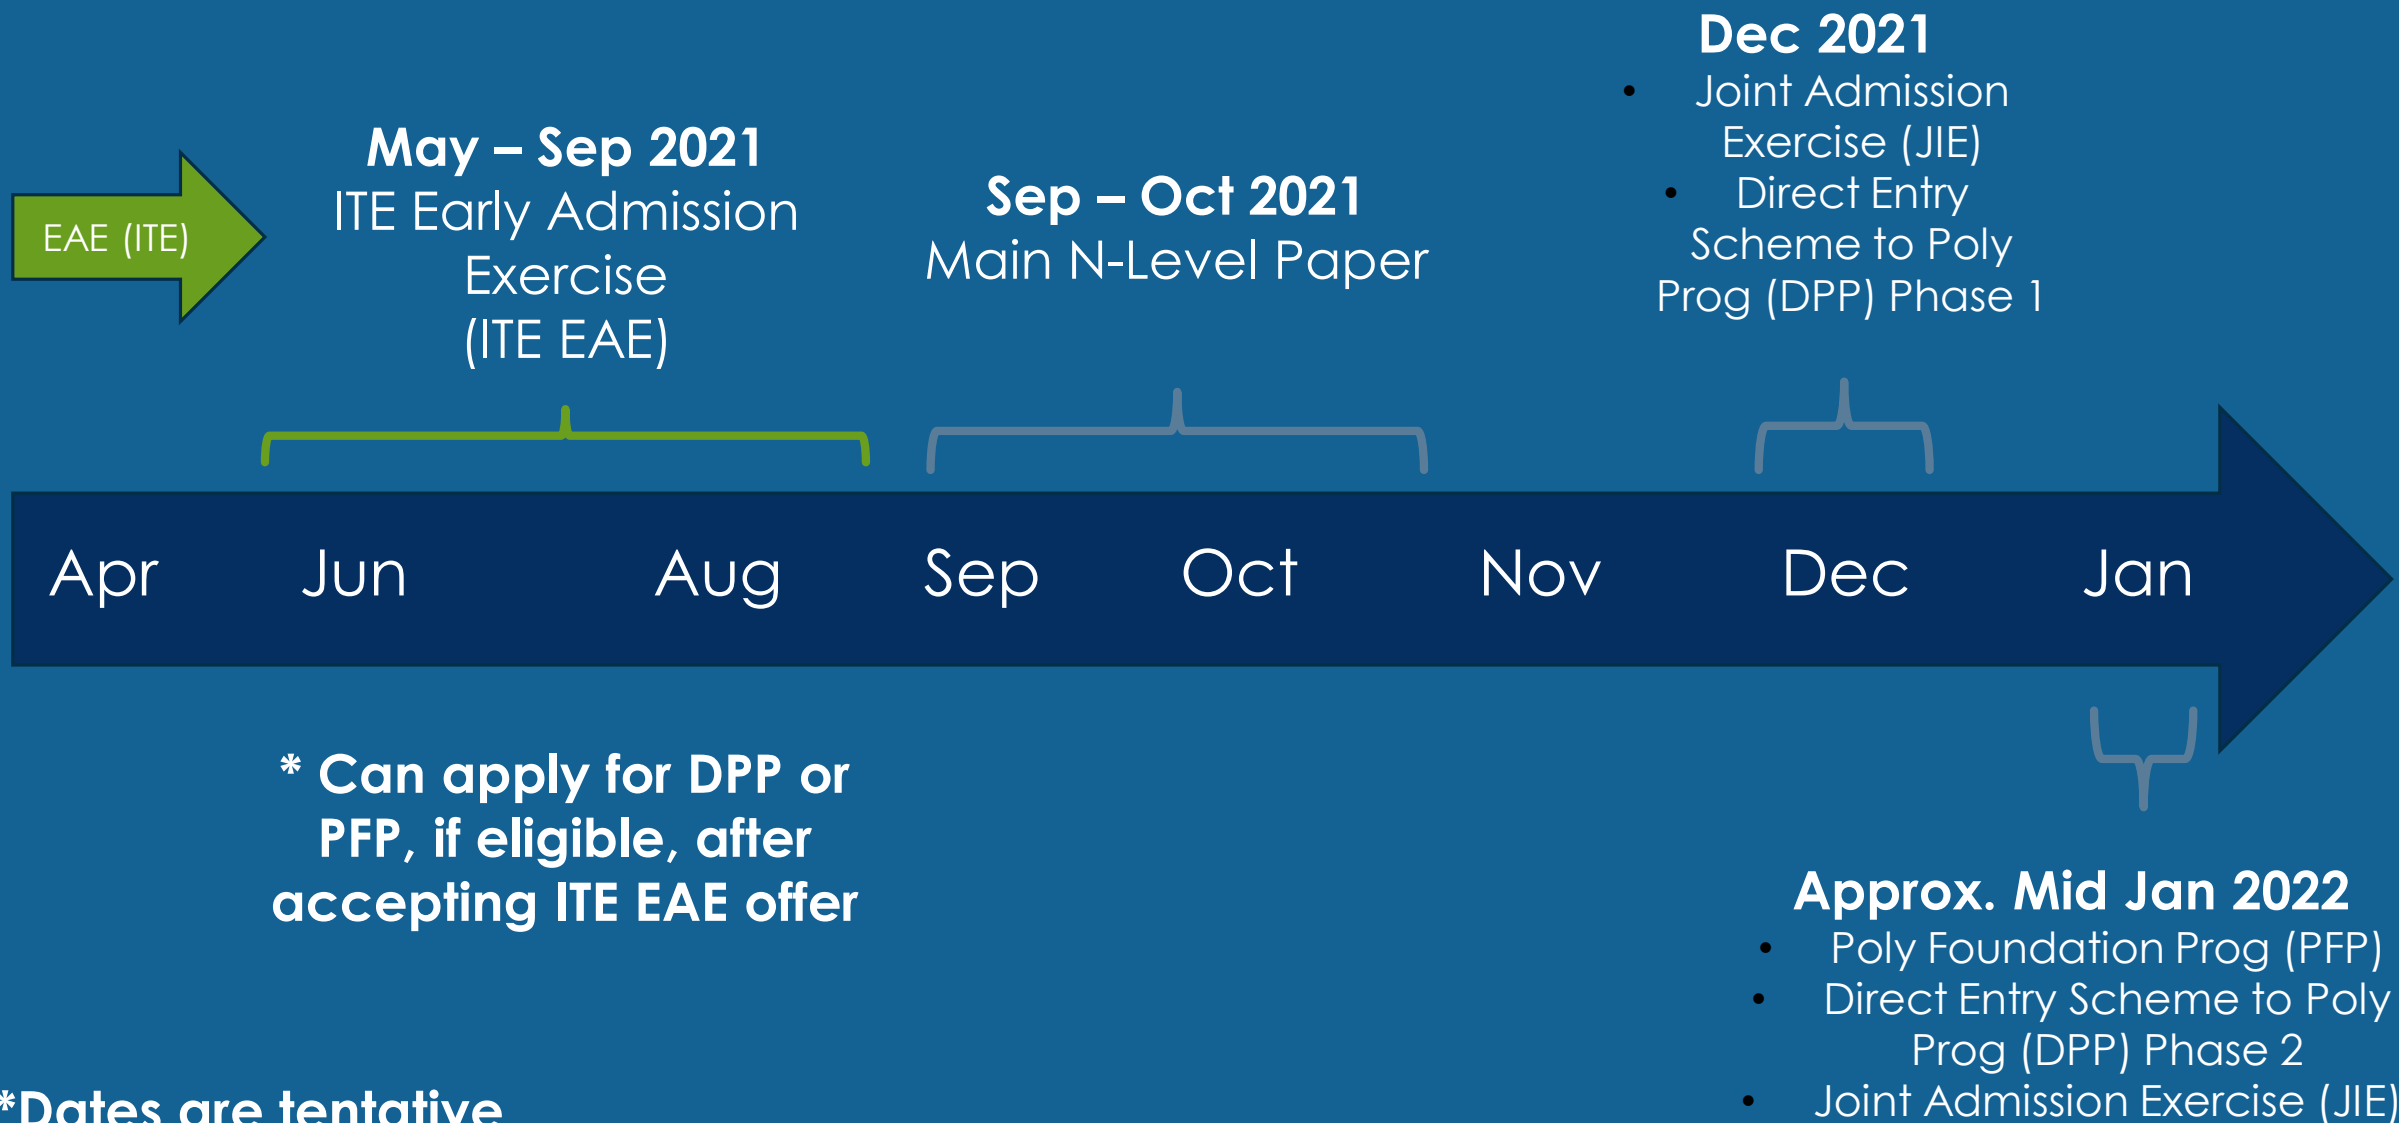 EAE (ITE)
May – Sep 2021
ITE Early Admission
Exercise
(ITE EAE)
Sep – Oct 2021
Main N-Level Paper
Dec 2021
• Joint Admission
Exercise (JIE)
• Direct Entry
Scheme to Poly
Prog (DPP) Phase 1
Apr
Jun
Aug
Sep
Oct
Nov
Dec
Jan
* Can apply for DPP or
PFP, if eligible, after
accepting ITE EAE offer
Approx. Mid Jan 2022
• Poly Foundation Prog (PFP)
• Direct Entry Scheme to Poly
Prog (DPP) Phase 2
• Joint Admission Exercise (JIE)
*Dates are tentative